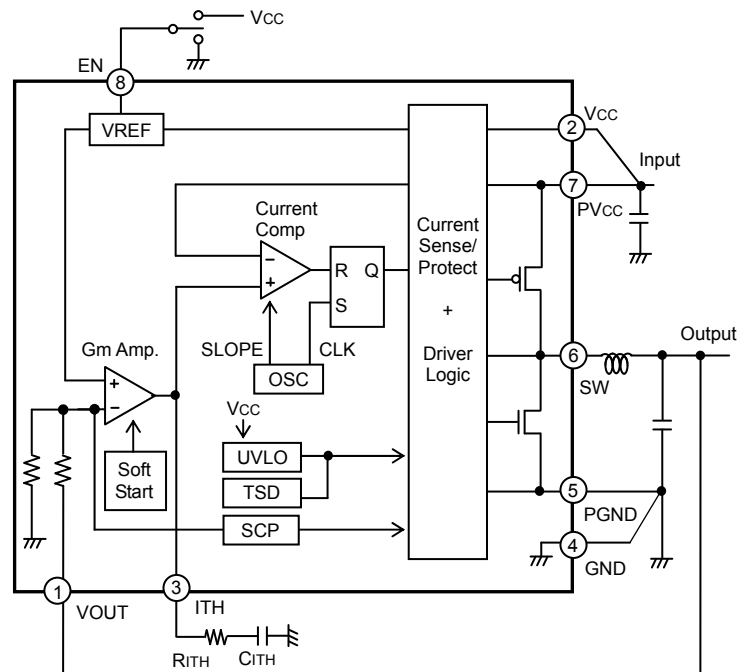 VCC
EN
8
VREF
2
VCC
Input
7
PVCC
Current
Comp
Current
Sense/
Protect
+
Driver
Logic
−
+
R
Q
S
SLOPE
CLK
OSC
Gm Amp.
+
−
Soft
Start
6
SW
Output
VCC
UVLO
TSD
SCP
5
PGND
4
GND
1
VOUT
3
ITH
RITH
CITH